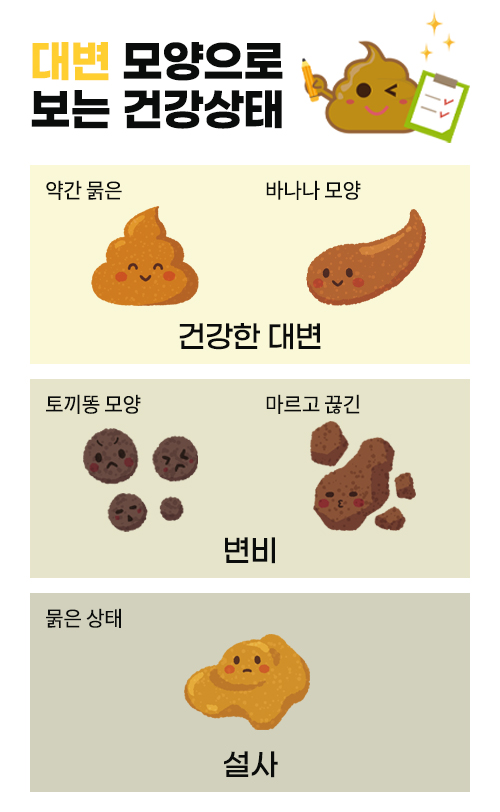 대변 모양으로
보는 건강상태
약간 묽은
바나나 모양
건강한 대변
토끼똥 모양
마르고 끊긴
변비
묽은 상태
설사